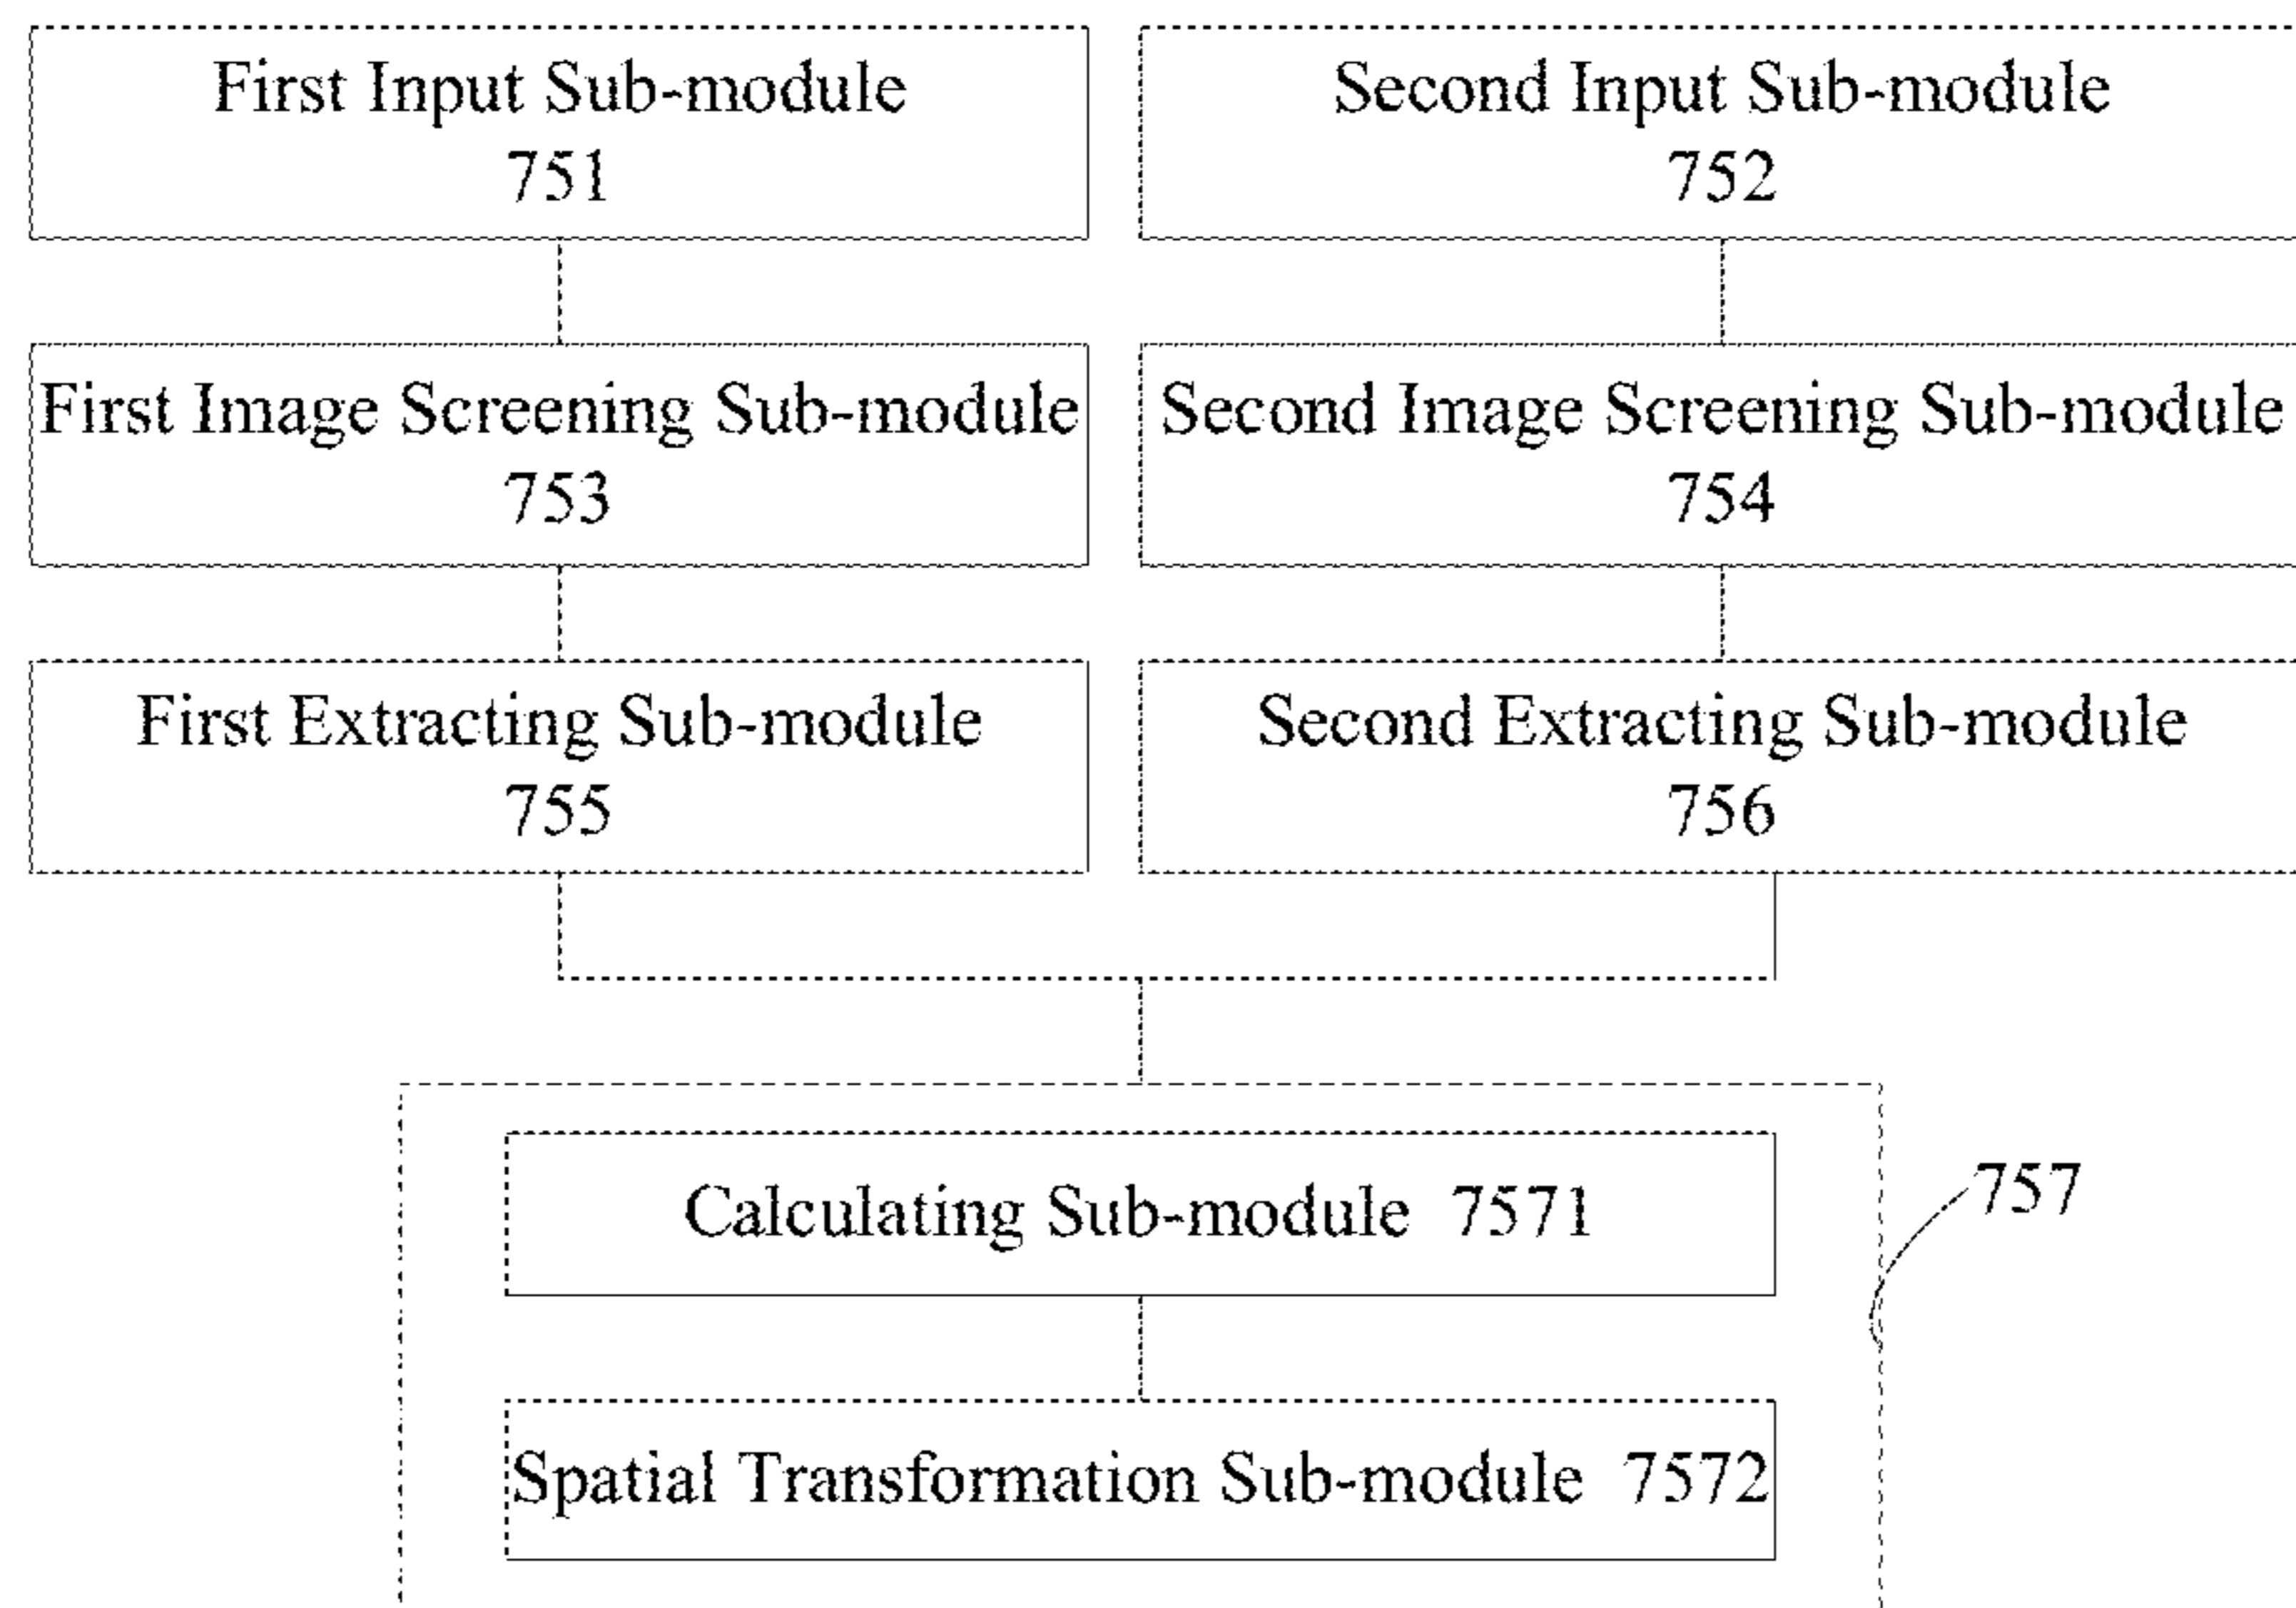 First Input Sub-module
751
Second Input Sub-module
752
First Image Screening Sub-module
753
Second Image Screening Sub-module
754
First Extracting Sub-module
755
Second Extracting Sub-module
756
Calculating Sub-module 7571
757
Spatial Transformation Sub-module 7572